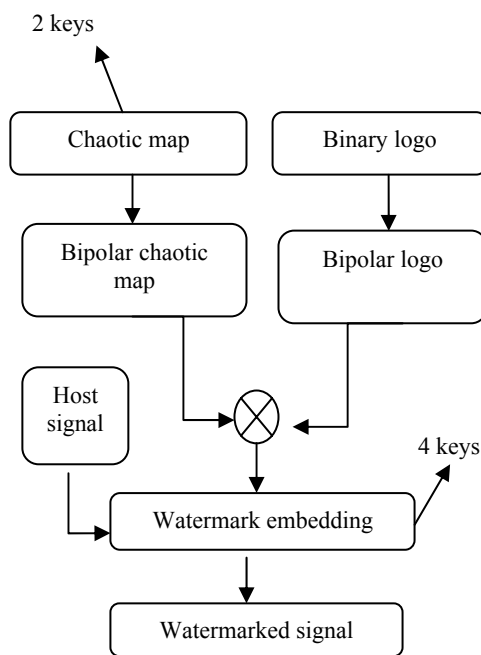 2 keys
Chaotic map
Binary logo
Bipolar chaotic
map
Bipolar logo
Host
signal
4 keys
Watermark embedding
Watermarked signal